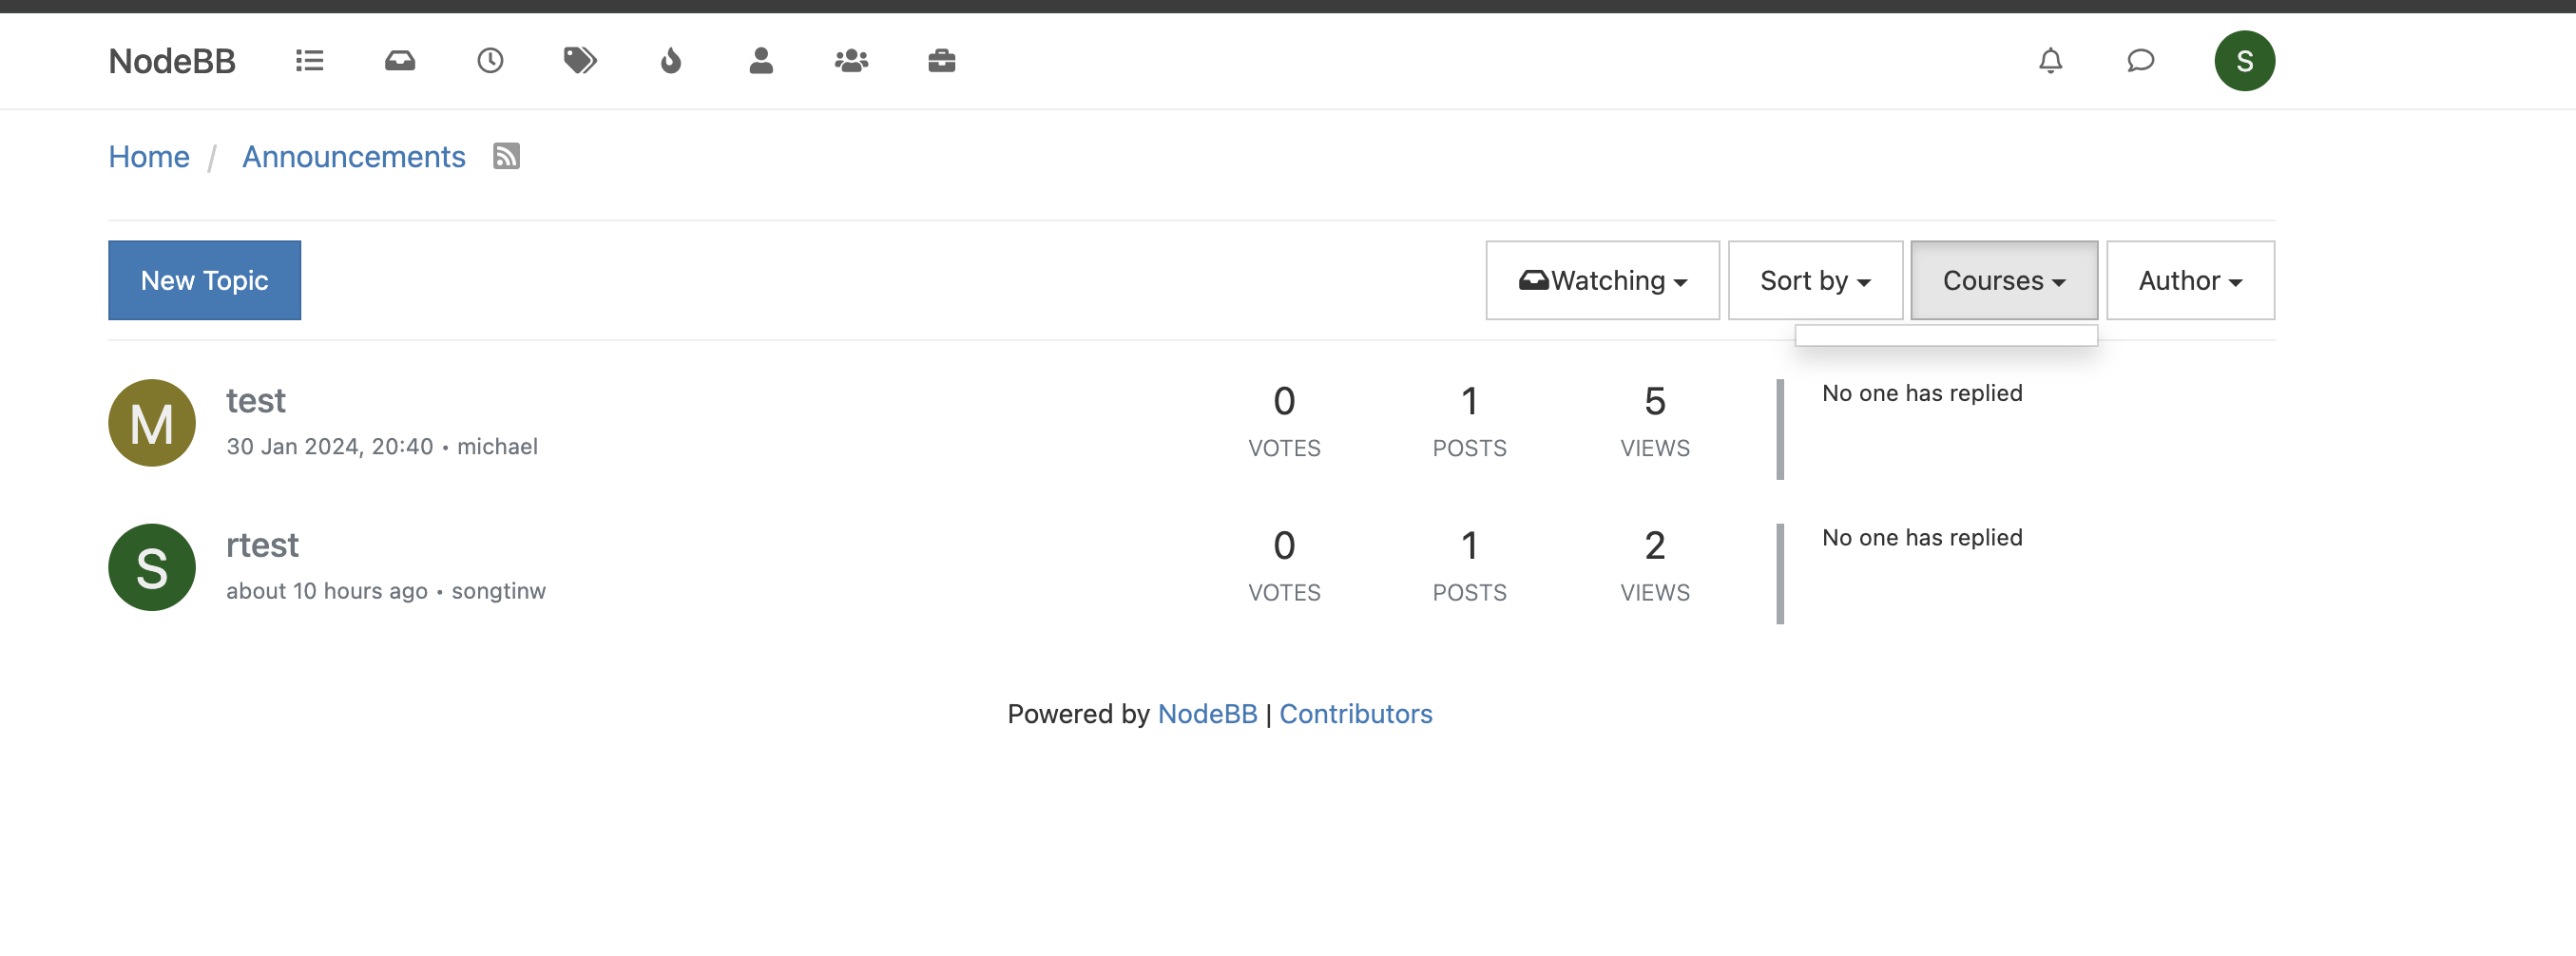 NodeBB
S
Home / Announcements
New Topic
Watching
Sort by
Courses
Author
M
test
30 Jan 2024, 20:40 • michael
0
VOTES
1
POSTS
5
VIEWS
No one has replied
S
rtest
about 10 hours ago • songtinw
0
VOTES
1
POSTS
2
VIEWS
No one has replied
Powered by NodeBB | Contributors